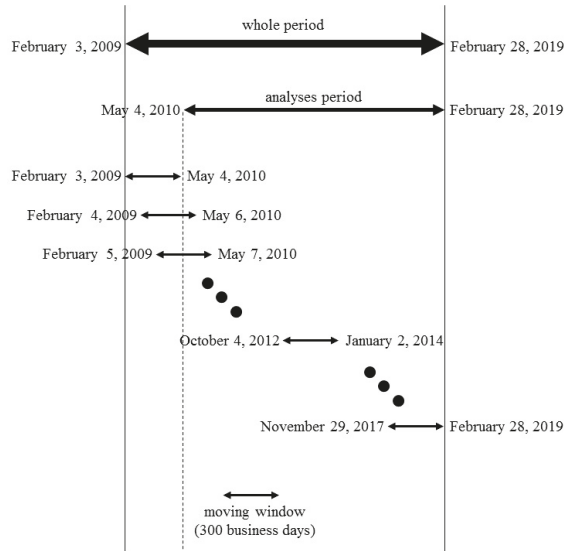 whole period
February 3, 2009 February 28, 2019
analyses period
May 4, 2010 February 28, 2019
February 3, 2009 May 4, 2010
February 4, 2009 May 6, 2010
February 5, 2009 May 7, 2010
October 4, 2012 January 2, 2014
November 29, 2017 February 28, 2019
moving window
(300 business days)